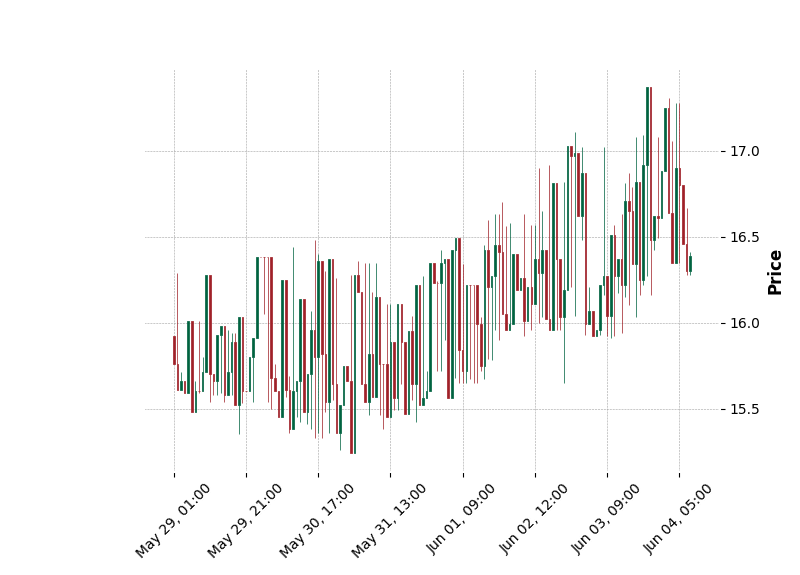 17.0
16.5
16.0
15.5
Price
May 29, 01:00
May 29, 21:00
May 30, 17:00
May 31, 13:00
Jun 01, 09:00
Jun 02, 12:00
Jun 03, 09:00
Jun 04, 05:00